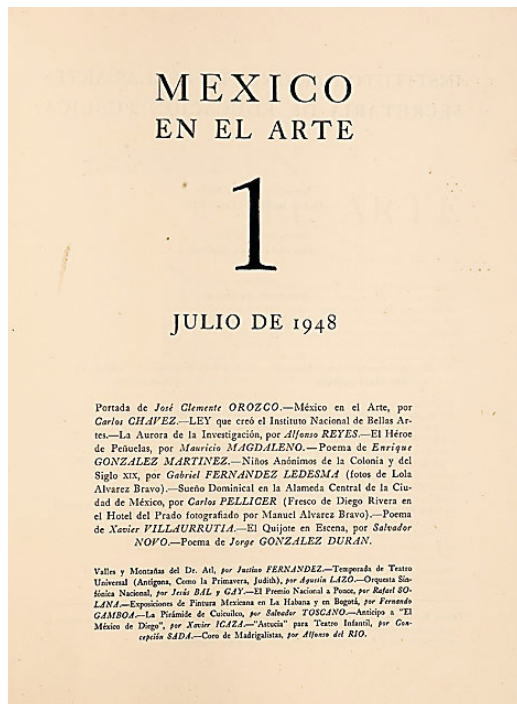 MEXICO
EN EL ARTE
1
JULIO DE 1948
Portada de José Clemente OROZCO.—México en el Arte, por
Carlos CHAVEZ.—LEY que creó el Instituto Nacional de Bellas Ar-
tes.—La Aurora de la Investigación, por Alfonso REYES.—El Héroe
de Peñuelas, por Mauricio MAGDALENO.—Poema de Enrique
GONZALEZ MARTINEZ.—Niños Anónimos de la Colonia y del
Siglo XIX, por Gabriel FERNANDEZ LEDESMA (fotos de Lola
Alvarez Bravo).—Sueño Dominical en la Alameda Central de la Ciu-
dad de México, por Carlos PELLICER (Fresco de Diego Rivera en
el Hotel del Prado fotografiado por Manuel Alvarez Bravo).—Poema
de Xavier VILLAURRUTIA.—El Quijote en Escena, por Salvador
NOVO.—Poema de Jorge GONZALEZ DURAN.
Valles y Montañas del Dr. Atl, por Justino FERNANDEZ.—Temporada de Teatro
Universal (Antígona, Como la Primavera, Judith), por Agustín LAZO.—Orquesta Sin-
fónica Nacional, por Jesús BAL y GAY.—El Premio Nacional a Ponce, por Rafael SO-
LANA.—Exposiciones de Pintura Mexicana en La Habana y en Bogotá, por Fernando
GAMBOA.—La Pirámide de Cuicuilco, por Salvador TOSCANO.—Anticipo a "El
México de Diego", por Xavier ICAZA.—"Astucia" para Teatro Infantil, por Con-
cepción SADA.—Coro de Madrigalistas, por Alfonso del RIO.